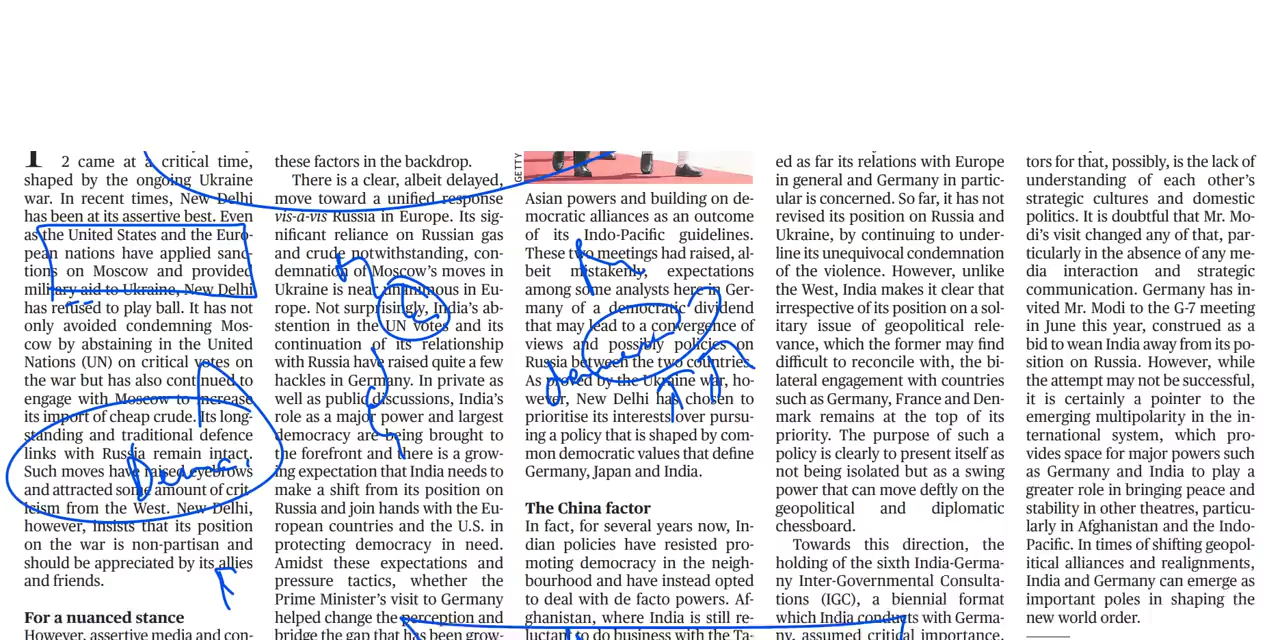 2 came at a critical time,
shaped by the ongoing Ukraine
war. In recent times, New Delhi
has been at its assertive best. Even
as the United States and the Euro-
pean nations have applied sanc-
tions on Moscow and provided
military aid to Ukraine, New Delhi
has refused to play ball. It has not
only avoided condemning Mos-
cow by abstaining in the United
Nations (UN) on critical votes on
the war but has also continued to
engage with Moscow to increase
its import of cheap crude. Its long-
standing and traditional defence
links with Russia remain intact.
Such moves have raised eyebrows
and attracted some amount of crit-
icism from the West. New Delhi,
however, insists that its position
on the war is non-partisan and
should be appreciated by its allies
and friends.
For a nuanced stance
However, assertive media and con-
these factors in the backdrop.
There is a clear, albeit delayed,
move toward a unified response
vis-à-vis Russia in Europe. Its sig-
nificant reliance on Russian gas
and crude notwithstanding, con-
demnation of Moscow's moves in
Ukraine is near unanimous in Eu-
rope. Not surprisingly, India's ab-
stention in the UN votes and its
continuation of its relationship
with Russia have raised quite a few
hackles in Germany. In private as
well as public discussions, India's
role as a major power and largest
democracy are being brought to
the forefront and there is a grow-
ing expectation that India needs to
make a shift from its position on
Russia and join hands with the Eu-
ropean countries and the U.S. in
protecting democracy in need.
Amidst these expectations and
pressure tactics, whether the
Prime Minister's visit to Germany
helped change the perception and
bridge the gap that has been grow-
GETTY
Asian powers and building on de-
mocratic alliances as an outcome
of its Indo-Pacific guidelines.
These two meetings had raised, al-
beit mistakenly, expectations
among some analysts here in Ger-
many of a democratic dividend
that may lead to a convergence of
views and possibly policies on
Russia between the two countries.
As proved by the Ukraine war, ho-
wever, New Delhi has chosen to
prioritise its interests over pursu-
ing a policy that is shaped by com-
mon democratic values that define
Germany, Japan and India.
The China factor
In fact, for several years now, In-
dian policies have resisted pro-
moting democracy in the neigh-
bourhood and have instead opted
to deal with de facto powers. Af-
ghanistan, where India is still re-
luctant to do business with the Ta-
ed as far its relations with Europe
in general and Germany in partic-
ular is concerned. So far, it has not
revised its position on Russia and
Ukraine, by continuing to under-
line its unequivocal condemnation
of the violence. However, unlike
the West, India makes it clear that
irrespective of its position on a sol-
itary issue of geopolitical rele-
vance, which the former may find
difficult to reconcile with, the bi-
lateral engagement with countries
such as Germany, France and Den-
mark remains at the top of its
priority. The purpose of such a
policy is clearly to present itself as
not being isolated but as a swing
power that can move deftly on the
geopolitical and diplomatic
chessboard.
Towards this direction, the
holding of the sixth India-Germa-
ny Inter-Governmental Consulta-
tions (IGC), a biennial format
which India conducts with Germa-
ny, assumed critical importance.
tors for that, possibly, is the lack of
understanding of each other's
strategic cultures and domestic
politics. It is doubtful that Mr. Mo-
di's visit changed any of that, par-
ticularly in the absence of any me-
dia interaction and strategic
communication. Germany has in-
vited Mr. Modi to the G-7 meeting
in June this year, construed as a
bid to wean India away from its po-
sition on Russia. However, while
the attempt may not be successful,
it is certainly a pointer to the
emerging multipolarity in the in-
ternational system, which pro-
vides space for major powers such
as Germany and India to play a
greater role in bringing peace and
stability in other theatres, particu-
larly in Afghanistan and the Indo-
Pacific. In times of shifting geopol-
itical alliances and realignments,
India and Germany can emerge as
important poles in shaping the
new world order.